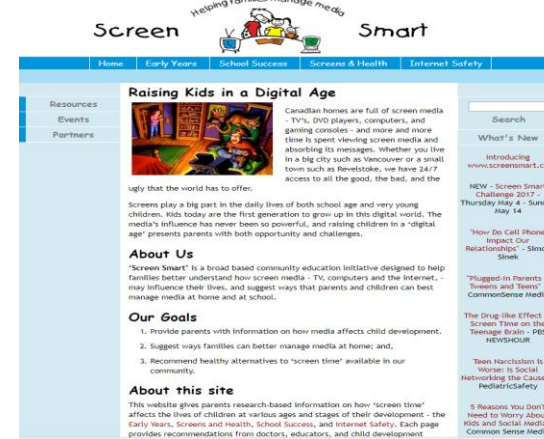 Helping families manage media
Screen Smart
Home Early Years School Success Screens & Health Internet Safety
Resources
Events
Partners
Raising Kids in a Digital Age
Canadian homes are full of screen media
- TV's, DVD players, computers, and
gaming consoles - and more and more
time is spent viewing screen media and
absorbing its messages. Whether you live
in a big city such as Vancouver or a small
town such as Revelstoke, we have 24/7
access to all the good, the bad, and the
ugly that the world has to offer.
Screens play a big part in the daily lives of both school age and very young
children. Kids today are the first generation to grow up in this digital world. The
media's influence has never been so powerful, and raising children in a 'digital
age' presents parents with both opportunity and challenges.
About Us
'Screen Smart' is a broad based community education initiative designed to help
families better understand how screen media - TV, computers and the internet, -
may influence their lives, and suggest ways that parents and children can best
manage media at home and at school.
Our Goals
1. Provide parents with information on how media affects child development.
2. Suggest ways families can better manage media at home; and,
3. Recommend healthy alternatives to 'screen time' available in our
community.
About this site
This website gives parents research-based information on how 'screen time'
affects the lives of children at various ages and stages of their development - the
Early Years, Screens and Health, School Success, and Internet Safety. Each page
provides recommendations from doctors, educators, and child development
Search
What's New
Introducing
www.screensmart.c
NEW - Screen Smart
Challenge 2017 -
Thursday May 4 - Sun
May 14
"How Do Cell Phone
Impact Our
Relationships" - Simo
Sinek
"Plugged-in Parents
Tweens and Teens"
CommonSense Medi
The Drug-like Effect
Screen Time on the
Teenage Brain - PBS
NEWSHOUR
Teen Narcissism is
Worse: Is Social
Networking the Cause
PediatricSafety
5 Reasons You Don't
Need to Worry Abou
Kids and Social Media
Common Sense Medi